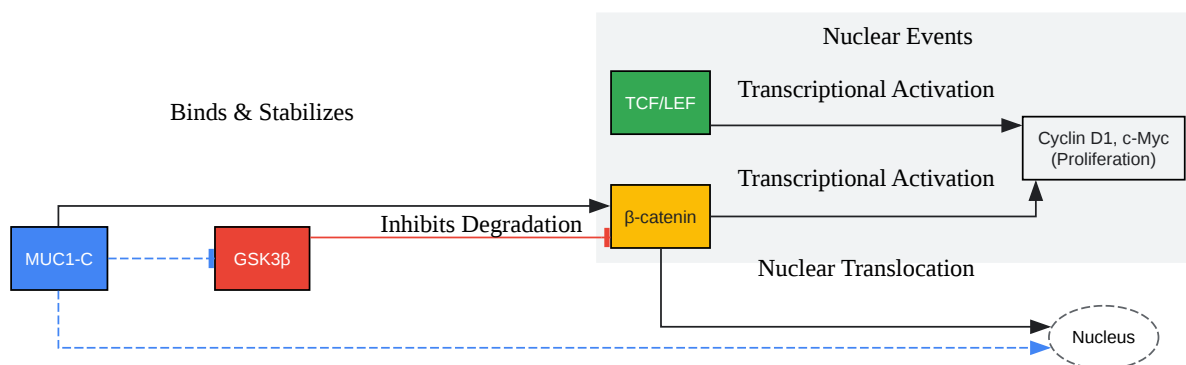 Nuclear Events
TCF/LEF
Transcriptional Activation
Binds & Stabilizes
Cyclin D1, c-Myc
(Proliferation)
Transcriptional Activation
β-catenin
Inhibits Degradation
MUC1-C
GSK3β
Nuclear Translocation
Nucleus